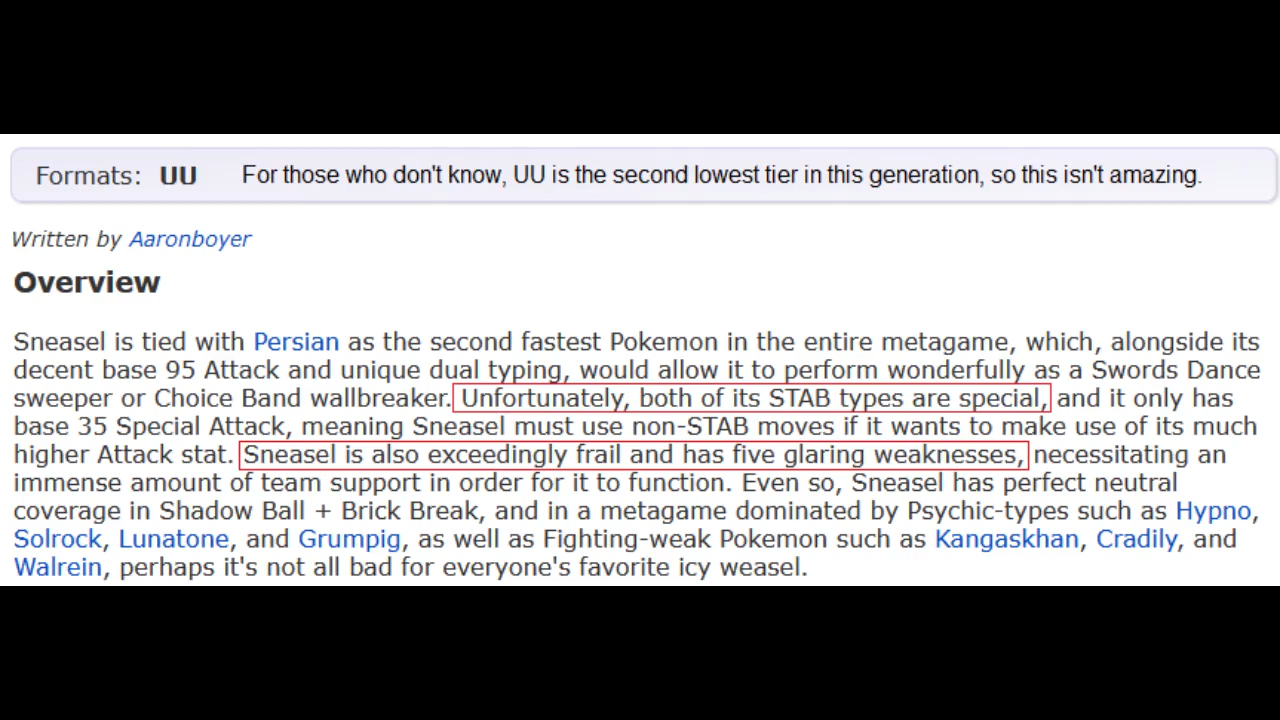 Formats: UU For those who don't know, UU is the second lowest tier in this generation, so this isn't amazing.
Written by Aaronboyer
Overview
Sneasel is tied with Persian as the second fastest Pokemon in the entire metagame, which, alongside its
decent base 95 Attack and unique dual typing, would allow it to perform wonderfully as a Swords Dance
sweeper or Choice Band wallbreaker. Unfortunately, both of its STAB types are special, and it only has
base 35 Special Attack, meaning Sneasel must use non-STAB moves if it wants to make use of its much
higher Attack stat. Sneasel is also exceedingly frail and has five glaring weaknesses, necessitating an
immense amount of team support in order for it to function. Even so, Sneasel has perfect neutral
coverage in Shadow Ball + Brick Break, and in a metagame dominated by Psychic-types such as Hypno,
Solrock, Lunatone, and Grumpig, as well as Fighting-weak Pokemon such as Kangaskhan, Cradily, and
Walrein, perhaps it's not all bad for everyone's favorite icy weasel.